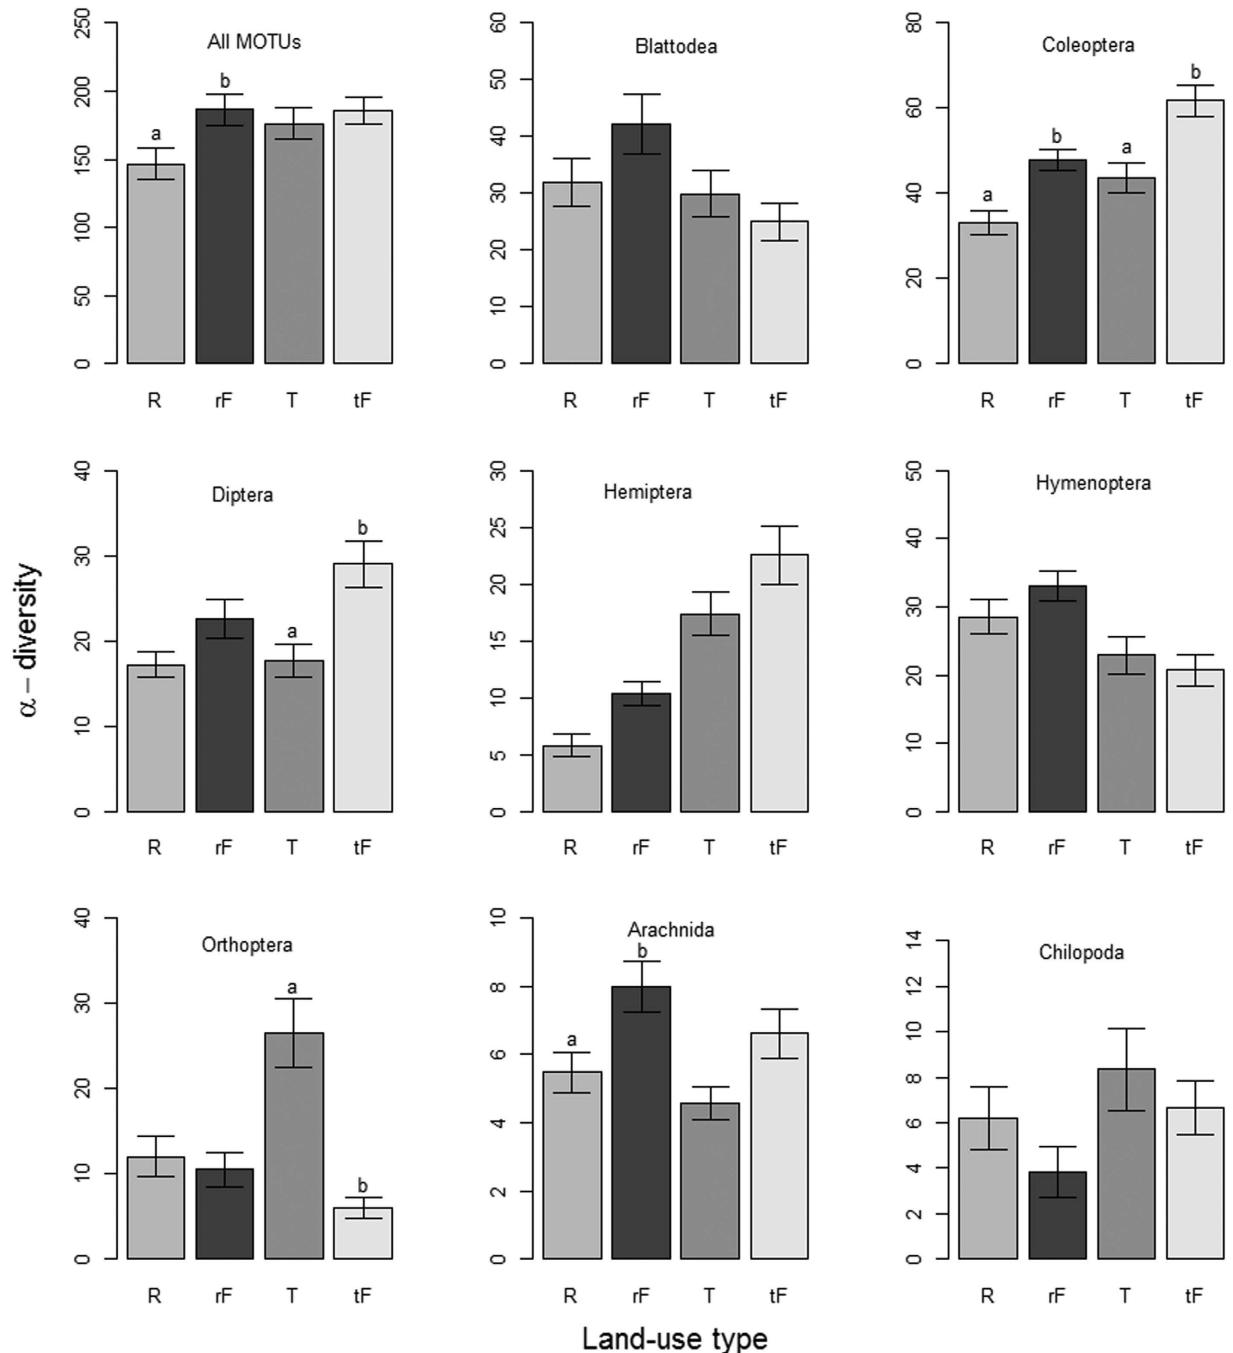 All MOTUs
250
200
150
100
50
0
a
b
R rF T tF
Blattodea
60
50
40
30
20
10
0
R rF T tF
Coleoptera
80
60
40
20
0
a
b
a
b
R rF T tF
Diptera
40
30
20
10
0
a
b
R rF T tF
Hemiptera
30
25
20
15
10
5
0
R rF T tF
Hymenoptera
50
40
30
20
10
0
R rF T tF
α – diversity
Orthoptera
40
30
20
10
0
a
b
R rF T tF
Arachnida
10
8
6
4
2
0
a
b
R rF T tF
Chilopoda
14
12
10
8
6
4
2
0
R rF T tF
Land-use type